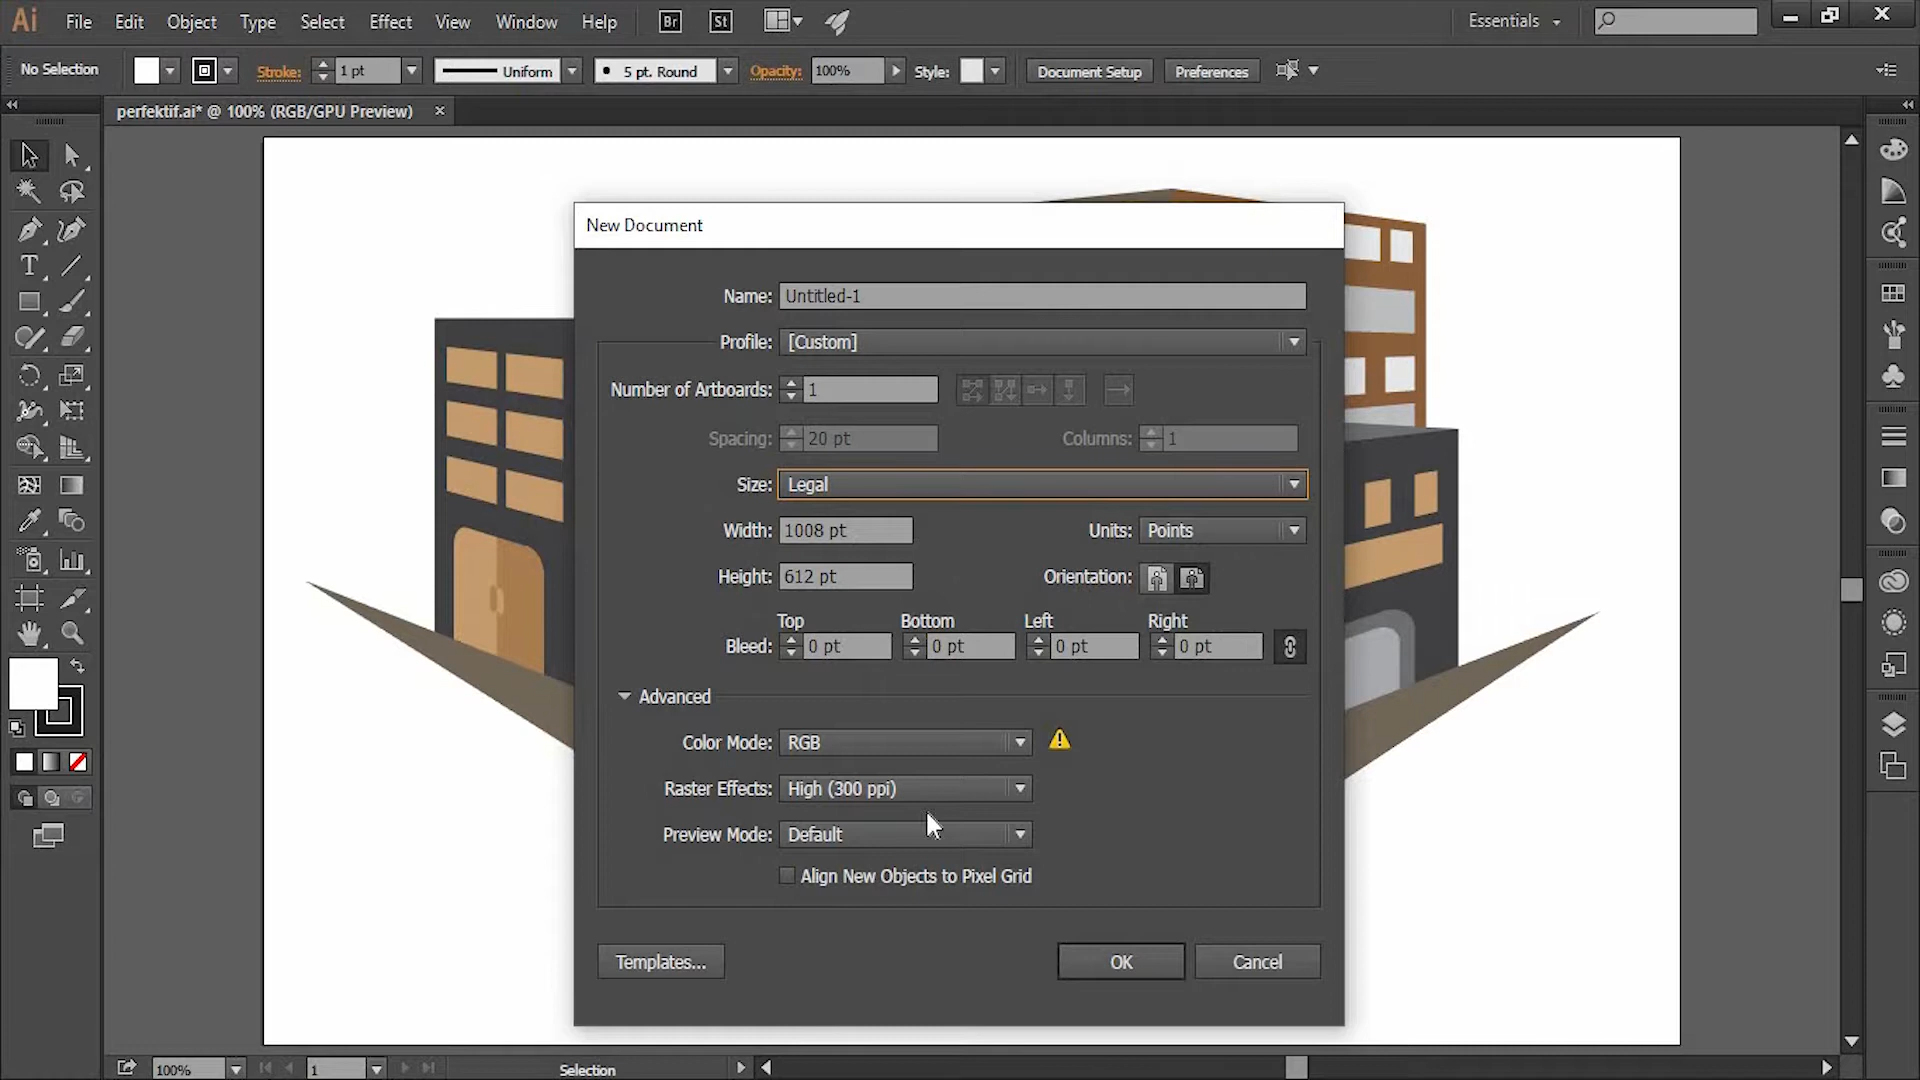 Ai File Edit Object Type Select Effect View Window Help Br St Essentials
No Selection Stroke: 1 pt Uniform 5 pt. Round Opacity: 100% Style: Document Setup Preferences
perfektif.ai* @ 100% (RGB/GPU Preview) ×
New Document
Name: Untitled-1
Profile: [Custom]
Number of Artboards: 1
Spacing: 20 pt Columns: 1
Size: Legal
Width: 1008 pt Units: Points
Height: 612 pt Orientation:
Top Bottom Left Right
Bleed: 0 pt 0 pt 0 pt 0 pt
Advanced
Color Mode: RGB
Raster Effects: High (300 ppi)
Preview Mode: Default
Align New Objects to Pixel Grid
Templates... OK Cancel
100% 1 Selection